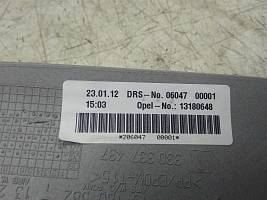 23.01.12 DRS-No. 06047 00001
15:03 Opel-No.: 13180648
*206047 00001*